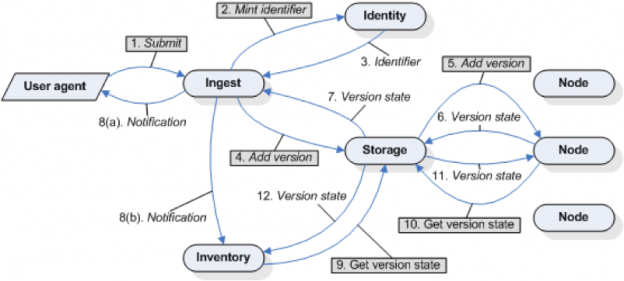 2. Mint identifier
Identity
1. Submit
3. Identifier
5. Add version
User agent
Ingest
Node
7. Version state
8(a). Notification
6. Version state
4. Add version
Storage
Node
11. Version state
12. Version state
8(b). Notification
10. Get version state
Node
Inventory
9. Get version state